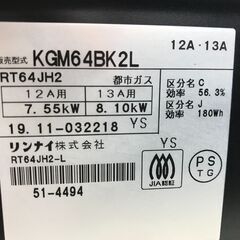 販売型式 KGM64BK2L
12A・13A
RT64JH2 都市ガス
12A用 13A用
7.55kW 8.10kW
区分名 C
効率 56.3%
区分名 J
効率 180Wh
19.11-032218 YS
リンナイ株式会社
RT64JH2-L
JIA認証
YS
PS
TG
51-4494